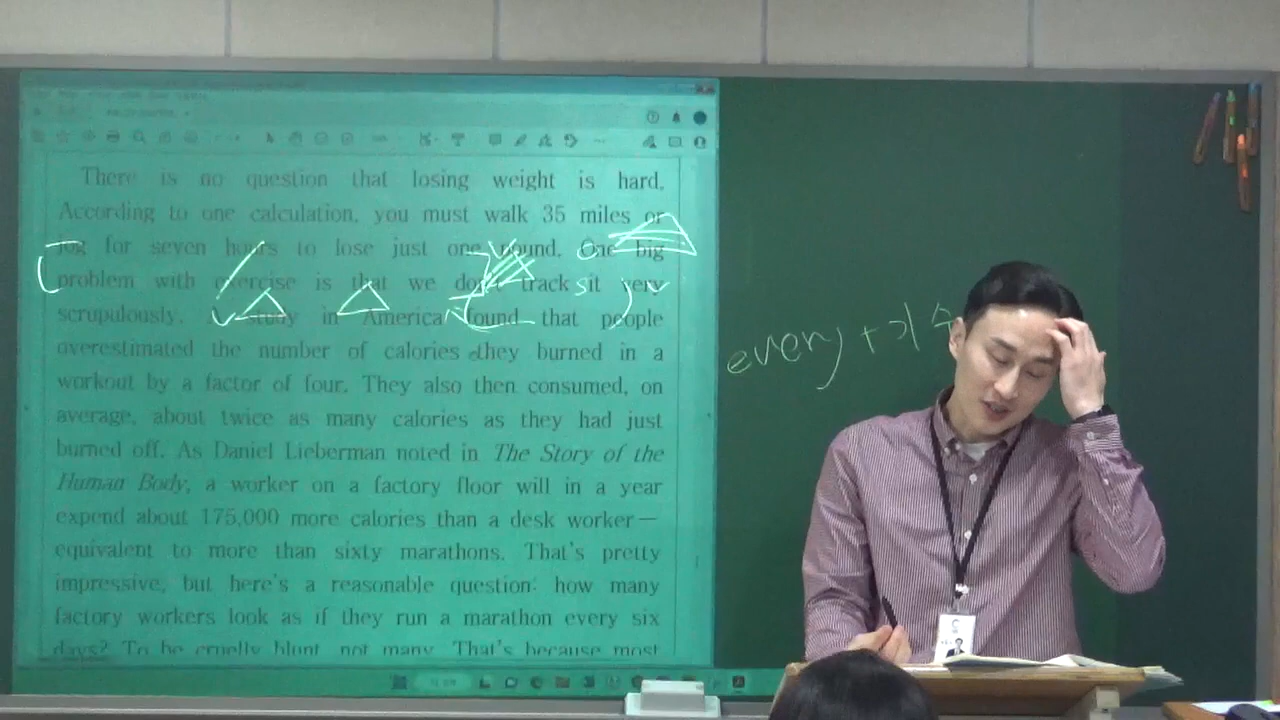 There is no question that losing weight is hard.
According to one calculation, you must walk 35 miles or
jog for seven hours to lose just one pound. One big
problem with exercise is that we don't track it very
scrupulously. A study in America found that people
overestimated the number of calories they burned in a
workout by a factor of four. They also then consumed, on
average, about twice as many calories as they had just
burned off. As Daniel Lieberman noted in The Story of the
Human Body, a worker on a factory floor will in a year
expend about 175,000 more calories than a desk worker—
equivalent to more than sixty marathons. That's pretty
impressive, but here's a reasonable question: how many
factory workers look as if they run a marathon every six
days? To be cruelly blunt, not many. That's because most
every + 기수